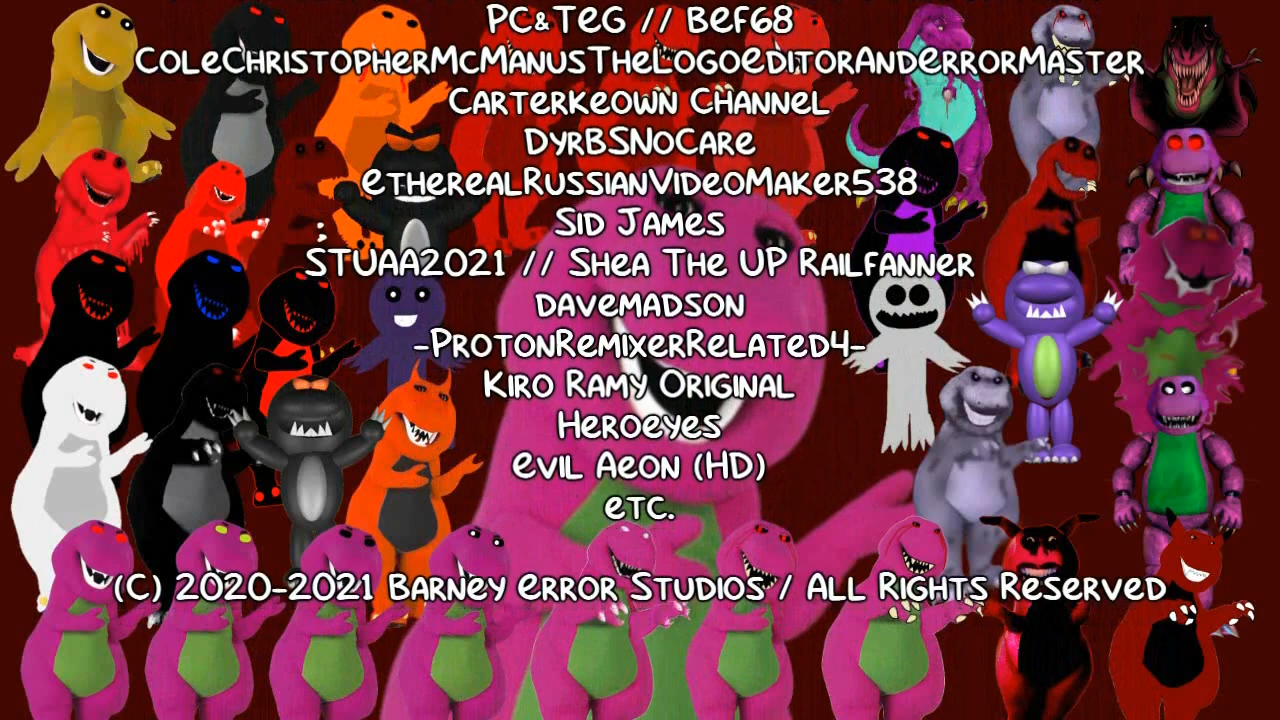 PC&TeG // BeF68
ColeChristopherMcManusTheLogoeditorAnderrorMaster
Carterkeown Channel
DyrBSNoCare
etherealRussianVideoMaker538
Sid James
STUAA2021 // Shea The UP Railfanner
davemadson
-ProtonRemixerRelated4-
Kiro Ramy Original
Heroeyes
evil Aeon (HD)
etc.
(C) 2020-2021 Barney error Studios / All Rights Reserved